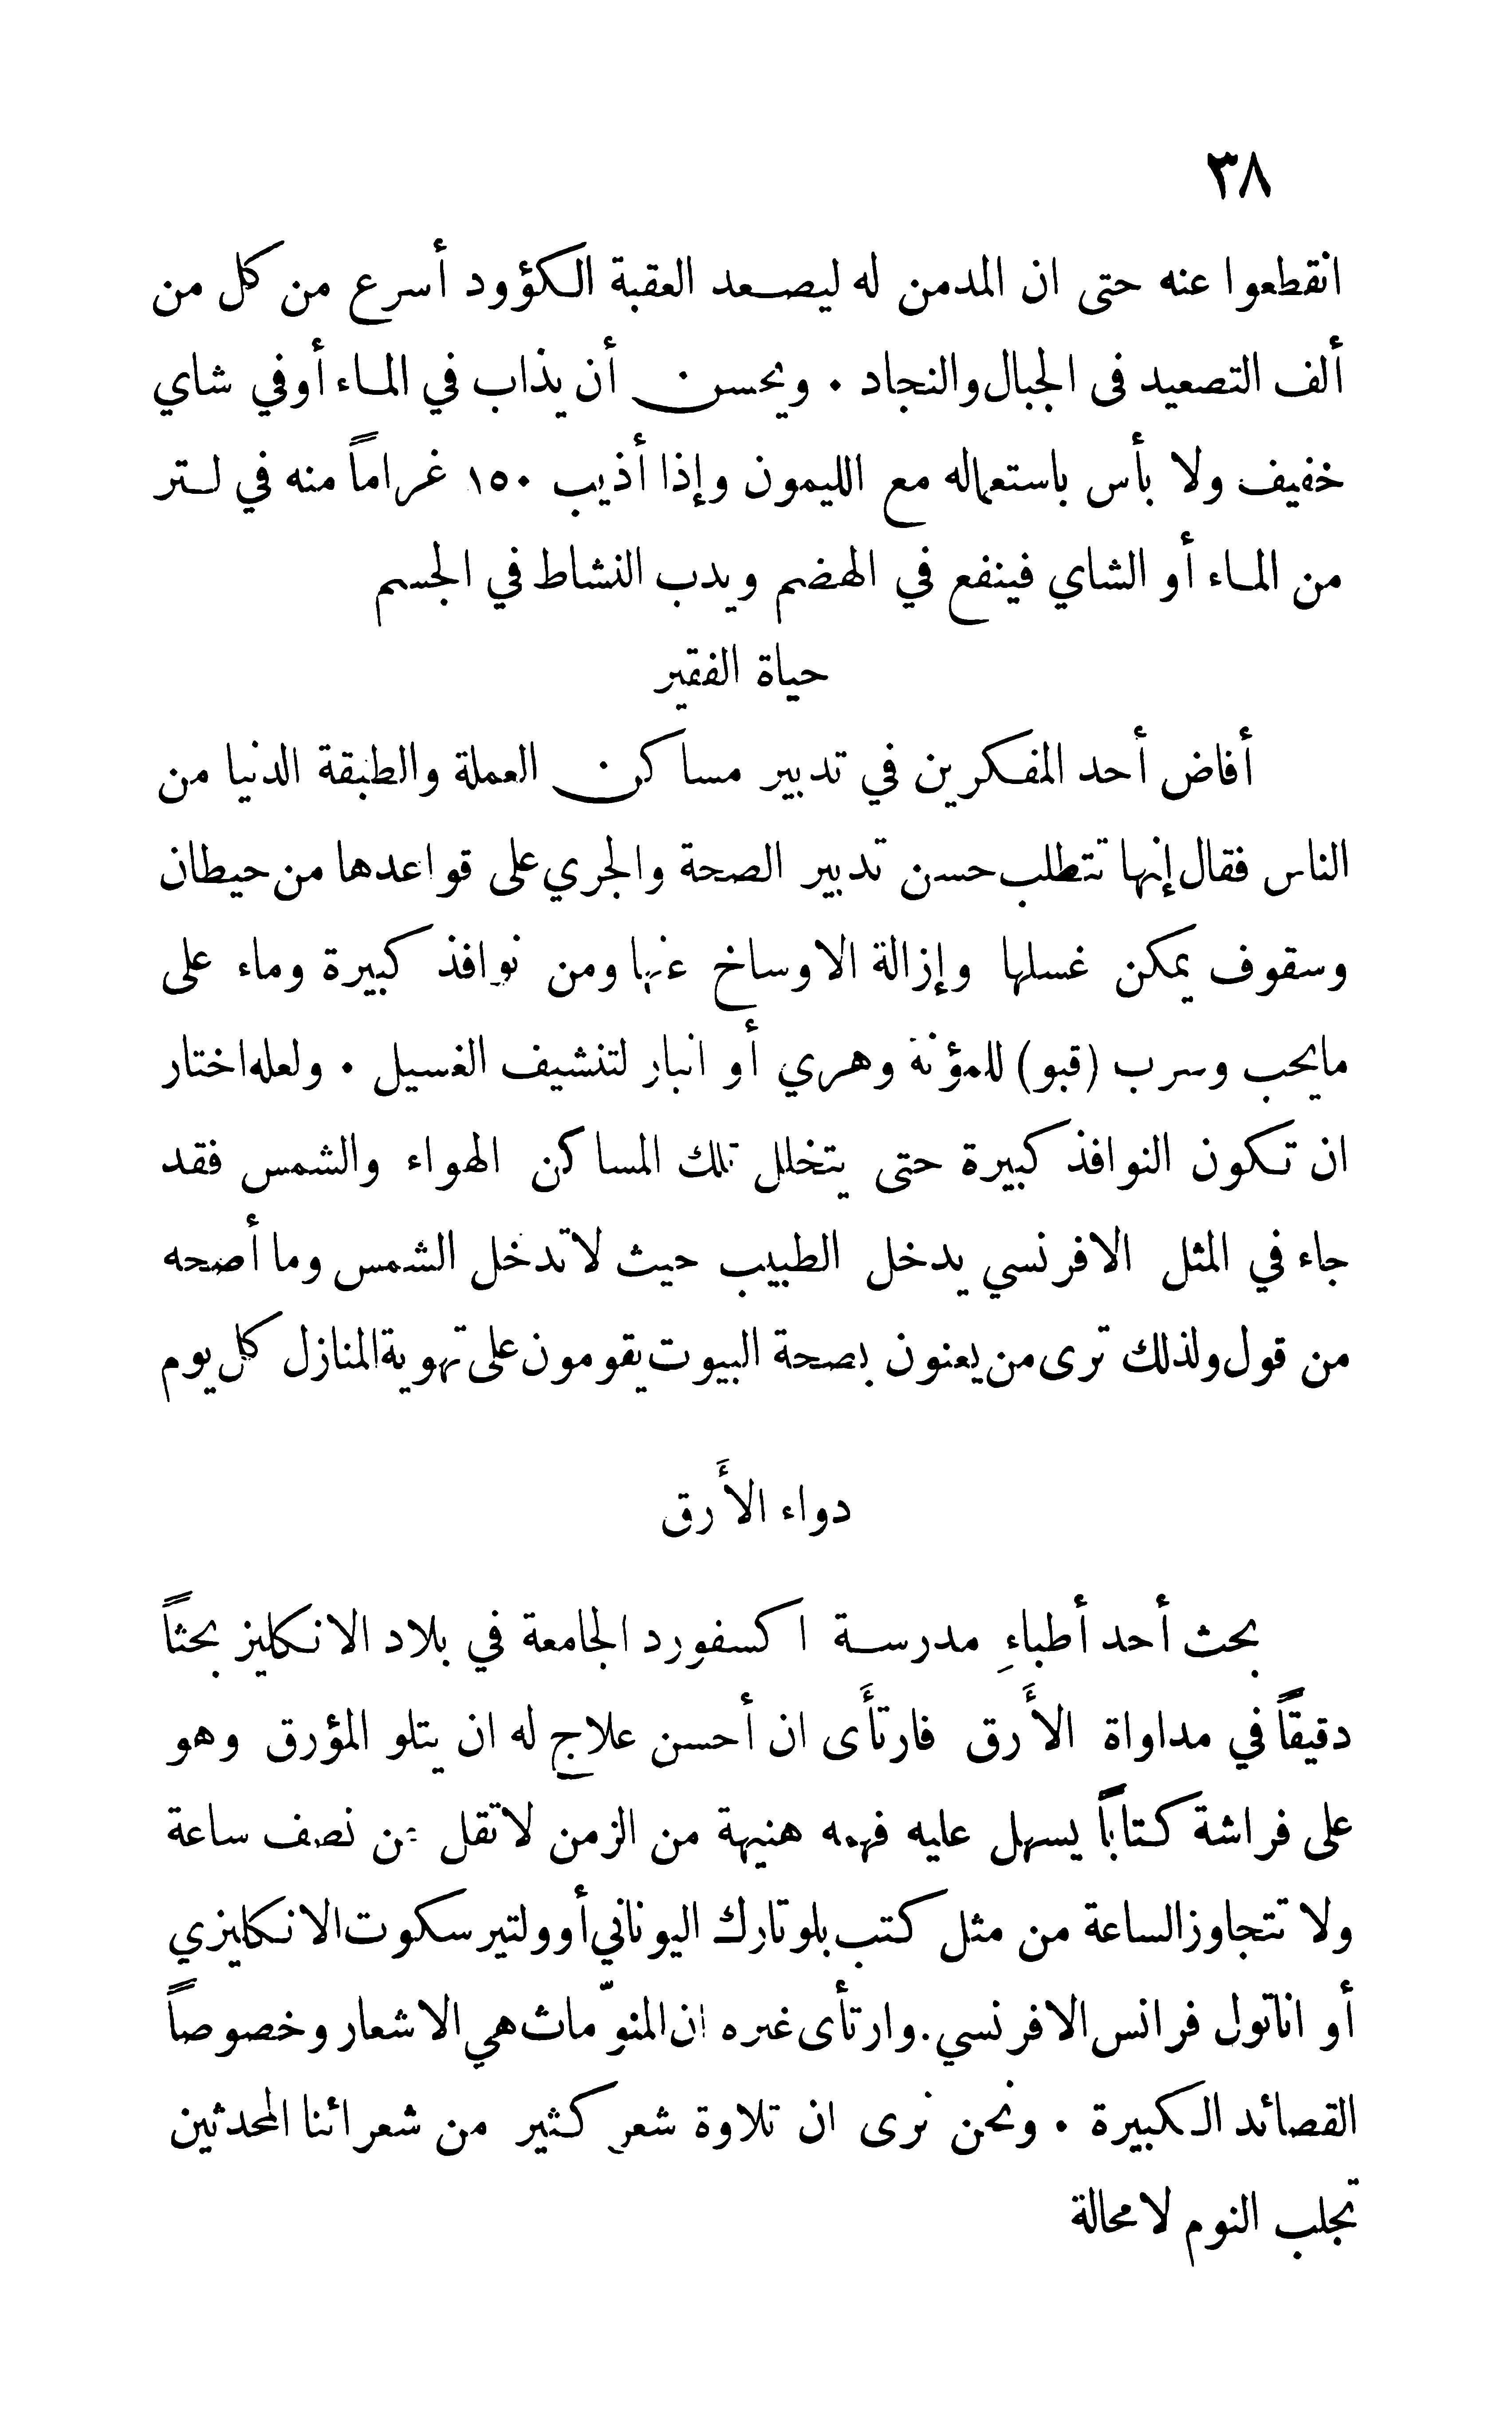 ٣٨
انقطعوا عنه حتى ان المدمن له ليصعد العقبة الكؤود أسرع من كل من
ألف التصعيد فى الجبال والنجاد . ويحسن أن يذاب في الماء أو في شاي
خفيف ولا بأس باستعماله مع الليمون وإذا أذيب ١٥٠ غراماً منه في لتر
من الماء أو الشاي فينفع في الهضم ويدب النشاط في الجسم
حياة الفقير
أفاض أحد المفكرين في تدبير مساكن العملة والطبقة الدنيا من
الناس فقال إنها تتطلب حسن تدبير الصحة والجري على قواعدها من حيطان
وسقوف يمكن غسلها وإزالة الاوساخ عنها ومن نوافذ كبيرة وماء على
مايحب وسرب (قبو) للمؤنة وهري أو انبار لتنشيف الغسيل . ولعله اختار
ان تكون النوافذ كبيرة حتى يتخلل تلك المساكن الهواء والشمس فقد
جاء في المثل الافرنسي يدخل الطبيب حيث لا تدخل الشمس وما أصحه
من قول ولذلك ترى من يعنون بصحة البيوت يقومون على تهوية المنازل كل يوم
دواء الأَرق
بحث أحد أطباءِ مدرسة اكسفورد الجامعة في بلاد الانكليز بحثاً
دقيقاً في مداواة الأَرق فارتأَى ان أحسن علاج له ان يتلو المؤرق وهو
على فراشة كتاباً يسهل عليه فهمه هنيهة من الزمن لا تقل عن نصف ساعة
ولا تتجاوز الساعة من مثل كتب بلوتارك اليوناني أو ولتير سكوت الانكليزي
أو اناتول فرانس الافرنسي . وارتأى غيره ان المنوّمات هي الاشعار وخصوصاً
القصائد الكبيرة . ونحن نرى ان تلاوة شعر كثير من شعرائنا المحدثين
تجلب النوم لا محالة